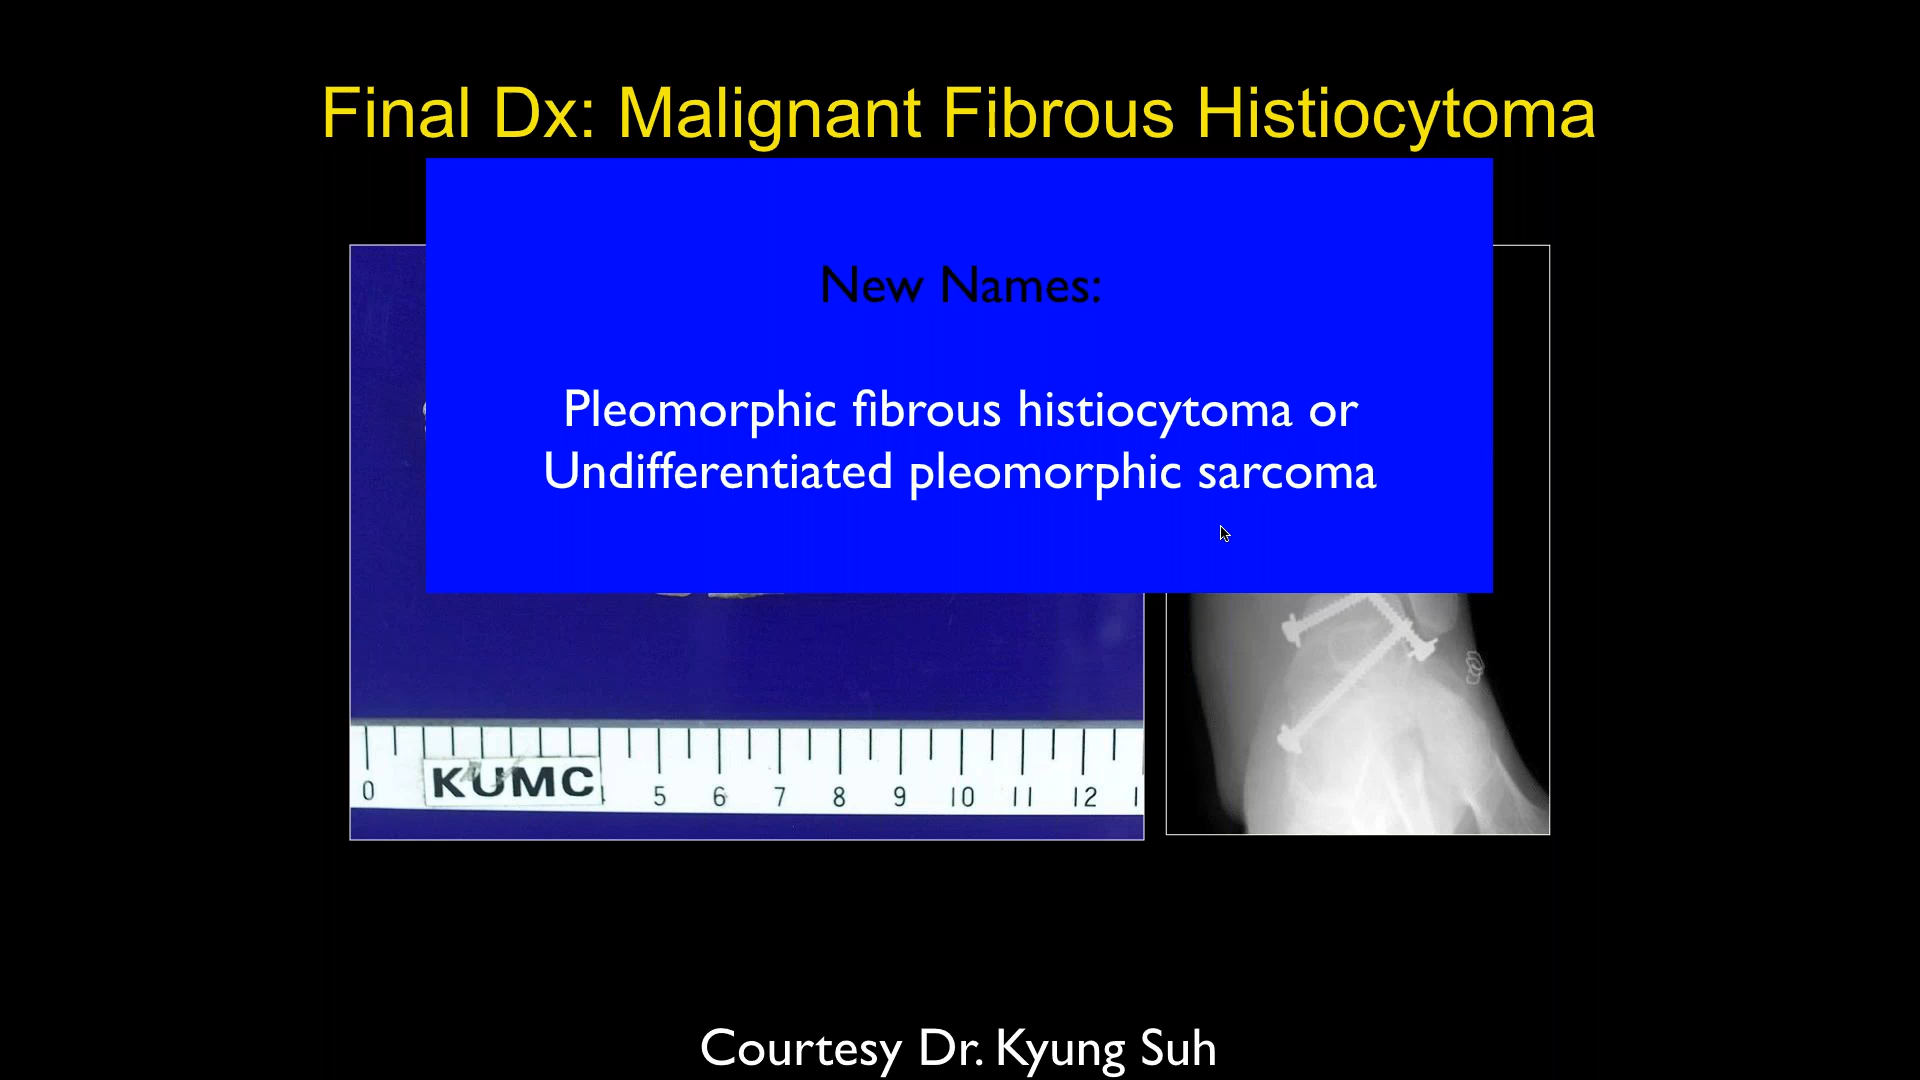 Final Dx: Malignant Fibrous Histiocytoma
New Names:
Pleomorphic fibrous histiocytoma or
Undifferentiated pleomorphic sarcoma
KUMC
0 5 6 7 8 9 10 11 12 1
Courtesy Dr. Kyung Suh